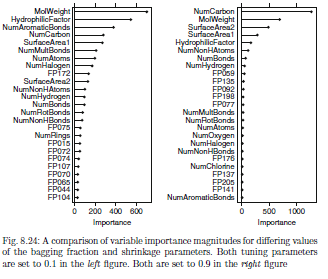 MolWeight
HydrophilicFactor
NumAromaticBonds
NumCarbon
SurfaceArea1
NumMultBonds
NumAtoms
NumHalogen
FP172
SurfaceArea2
NumNonHAtoms
NumHydrogen
NumBonds
NumRotBonds
NumNonHBonds
FP075
NumRings
FP015
FP072
FP074
FP107
FP070
FP065
FP044
FP104
0 200 400 600
Importance
NumCarbon
MolWeight
SurfaceArea2
SurfaceArea1
HydrophilicFactor
NumNonHAtoms
NumBonds
NumHydrogen
FP059
FP135
FP092
FP198
FP077
NumMultBonds
NumRotBonds
NumAtoms
NumOxygen
NumHalogen
NumNonHBonds
FP176
NumChlorine
FP137
FP205
FP141
NumAromaticBonds
0 500 1000
Importance
Fig. 8.24: A comparison of variable importance magnitudes for differing values
of the bagging fraction and shrinkage parameters. Both tuning parameters
are set to 0.1 in the left figure. Both are set to 0.9 in the right figure